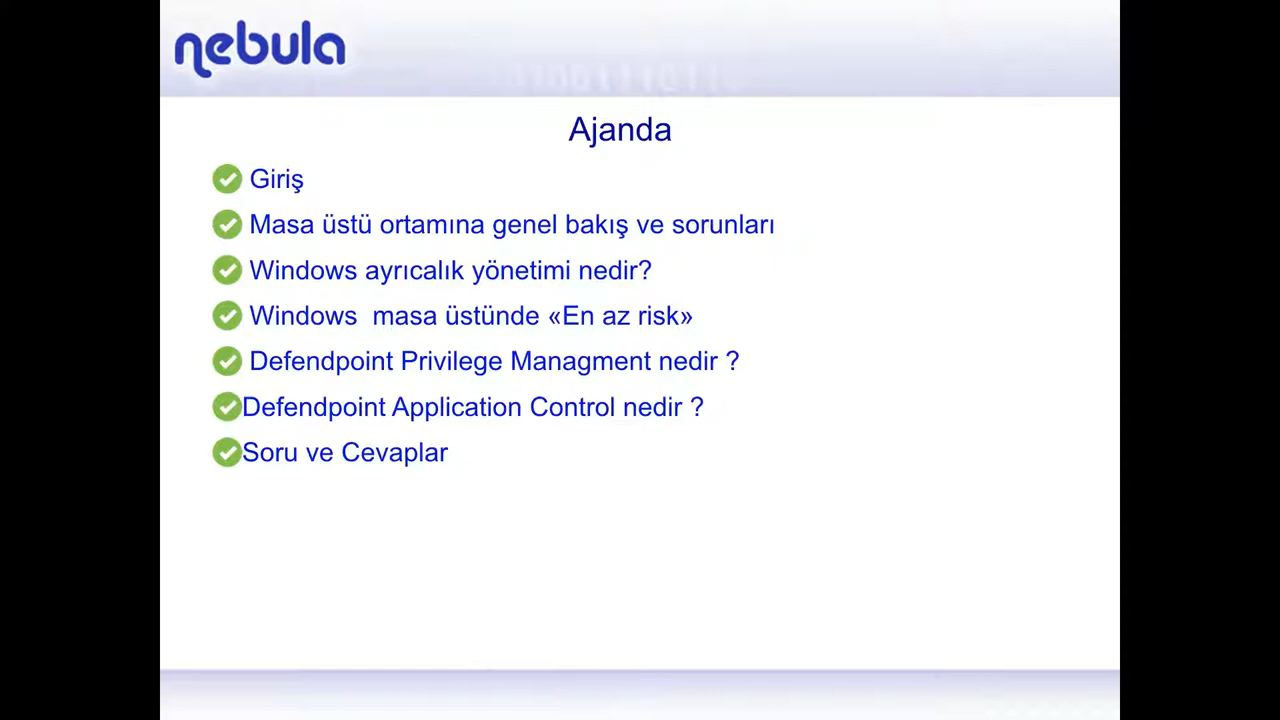 nebula
Ajanda
Giriş
Masa üstü ortamına genel bakış ve sorunları
Windows ayrıcalık yönetimi nedir?
Windows  masa üstünde «En az risk»
Defendpoint Privilege Managment nedir ?
Defendpoint Application Control nedir ?
Soru ve Cevaplar